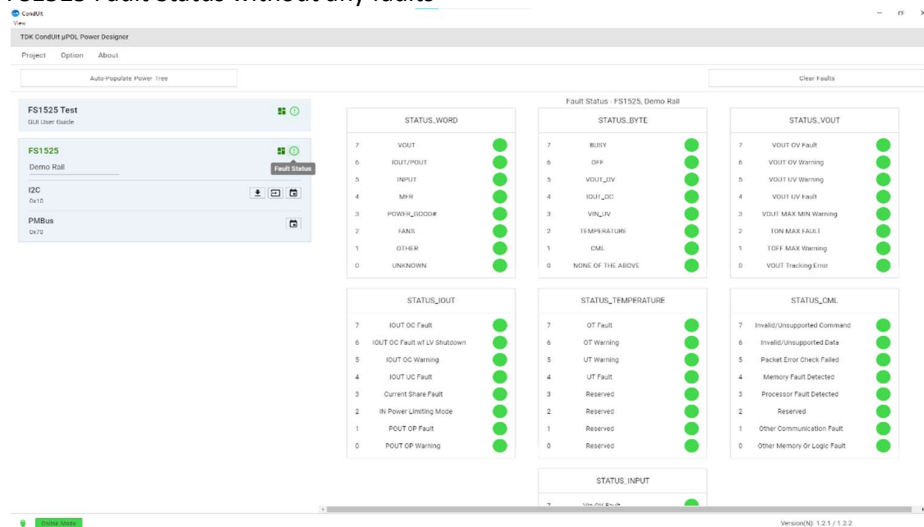 FS1525 Fault Status without any faults
ConduIt
View
TDK ConduIt µPOL Power Designer
Project Option About
Auto-Populate Power Tree
Clear Faults
FS1525 Test
GUI User Guide
FS1525
Fault Status
Demo Rail
I2C
0x10
PMBus
0x70
Fault Status - FS1525, Demo Rail
STATUS_WORD
7 VOUT
6 IOUT/POUT
5 INPUT
4 MFR
3 POWER_GOOD#
2 FANS
1 OTHER
0 UNKNOWN
STATUS_BYTE
7 BUSY
6 OFF
5 VOUT_OV
4 IOUT_OC
3 VIN_UV
2 TEMPERATURE
1 CML
0 NONE OF THE ABOVE
STATUS_VOUT
7 VOUT OV Fault
6 VOUT OV Warning
5 VOUT UV Warning
4 VOUT UV Fault
3 VOUT MAX MIN Warning
2 TON MAX FAULT
1 TOFF MAX Warning
0 VOUT Tracking Error
STATUS_IOUT
7 IOUT OC Fault
6 IOUT OC Fault w/ LV Shutdown
5 IOUT OC Warning
4 IOUT UC Fault
3 Current Share Fault
2 IN Power Limiting Mode
1 POUT OP Fault
0 POUT OP Warning
STATUS_TEMPERATURE
7 OT Fault
6 OT Warning
5 UT Warning
4 UT Fault
3 Reserved
2 Reserved
1 Reserved
0 Reserved
STATUS_CML
7 Invalid/Unsupported Command
6 Invalid/Unsupported Data
5 Packet Error Check Failed
4 Memory Fault Detected
3 Processor Fault Detected
2 Reserved
1 Other Communication Fault
0 Other Memory Or Logic Fault
STATUS_INPUT
7 Vin OV Fault
Online Mode
Version(N): 1.2.1 / 1.2.2